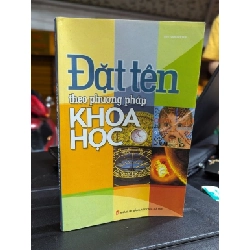 Đặt tên
theo phương pháp
KHOA
HỌC